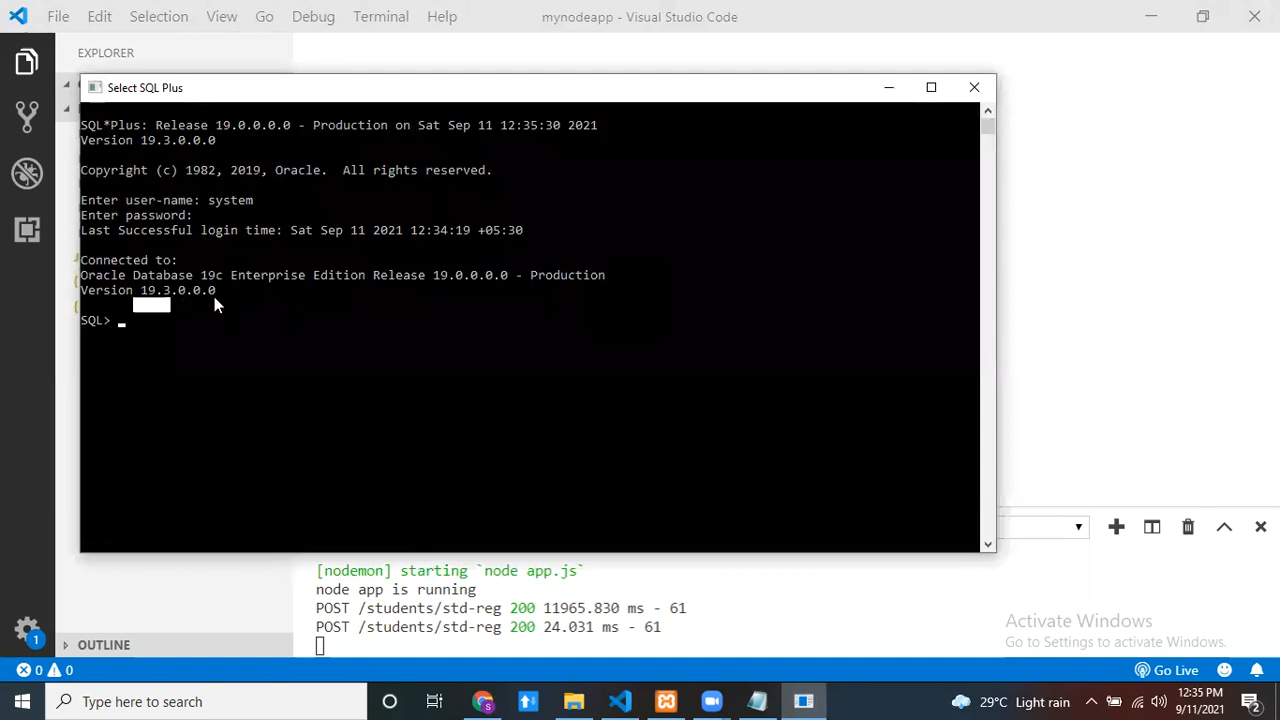 File Edit Selection View Go Debug Terminal Help
mynodeapp - Visual Studio Code
EXPLORER
Select SQL Plus
SQL*Plus: Release 19.0.0.0.0 - Production on Sat Sep 11 12:35:30 2021
Version 19.3.0.0.0
Copyright (c) 1982, 2019, Oracle.  All rights reserved.
Enter user-name: system
Enter password:
Last Successful login time: Sat Sep 11 2021 12:34:19 +05:30
Connected to:
Oracle Database 19c Enterprise Edition Release 19.0.0.0.0 - Production
Version 19.3.0.0.0
SQL>
[nodemon] starting `node app.js`
node app is running
POST /students/std-reg 200 11965.830 ms - 61
POST /students/std-reg 200 24.031 ms - 61
Activate Windows
Go to Settings to activate Windows.
1
OUTLINE
0 0
Go Live
Type here to search
29°C Light rain
12:35 PM
9/11/2021
2